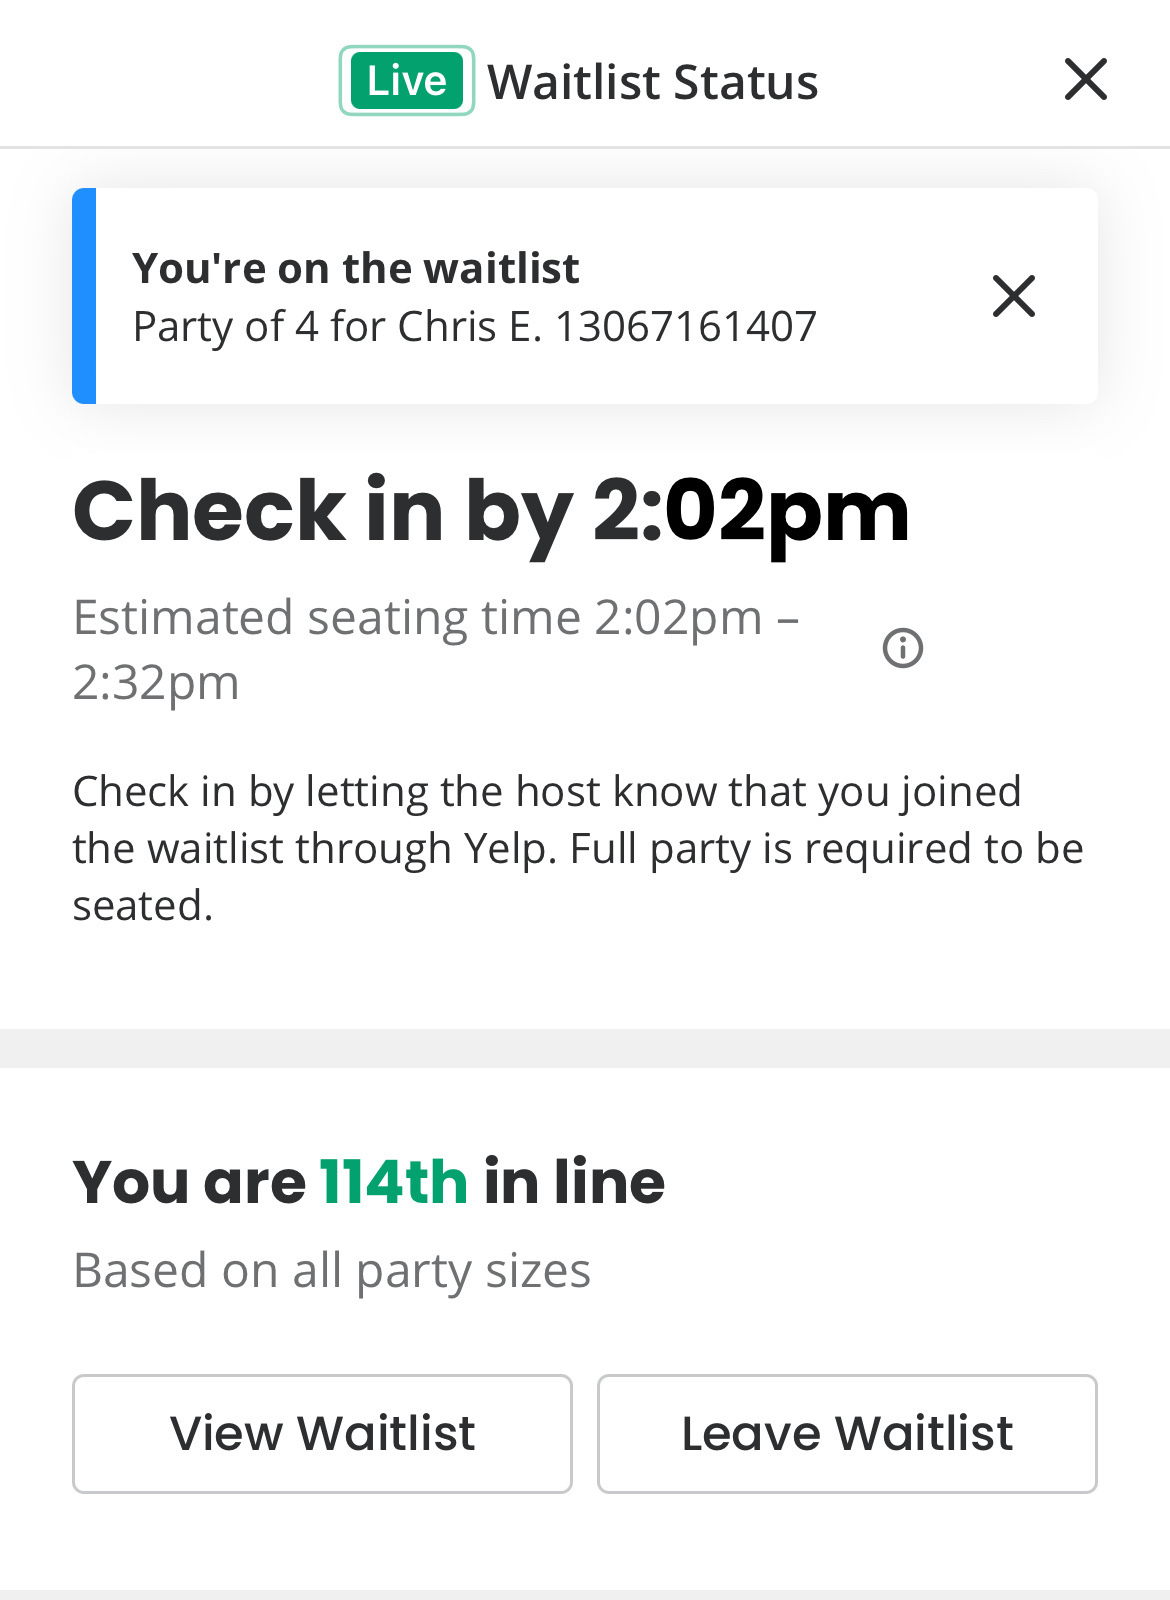 Live Waitlist Status
You're on the waitlist
Party of 4 for Chris E. 13067161407
Check in by 2:02pm
Estimated seating time 2:02pm –
2:32pm
Check in by letting the host know that you joined
the waitlist through Yelp. Full party is required to be
seated.
You are 114th in line
Based on all party sizes
View Waitlist
Leave Waitlist